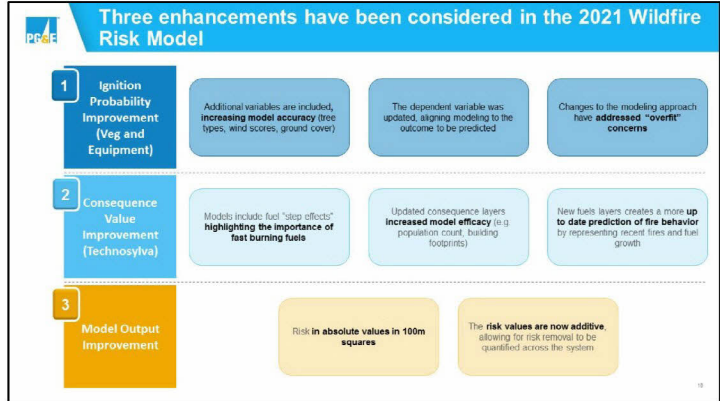 PG&E
Three enhancements have been considered in the 2021 Wildfire
Risk Model
1
Ignition
Probability
Improvement
(Veg and
Equipment)
Additional variables are included,
increasing model accuracy (tree
types, wind scores, ground cover)
The dependent variable was
updated, aligning modeling to the
outcome to be predicted
Changes to the modeling approach
have addressed "overfit"
concerns
2
Consequence
Value
Improvement
(Technosylva)
Models include fuel "step effects"
highlighting the importance of
fast burning fuels
Updated consequence layers
increased model efficacy (e.g.
population count, building
footprints)
New fuels layers creates a more up
to date prediction of fire behavior
by representing recent fires and fuel
growth
3
Model Output
Improvement
Risk in absolute values in 100m
squares
The risk values are now additive,
allowing for risk removal to be
quantified across the system